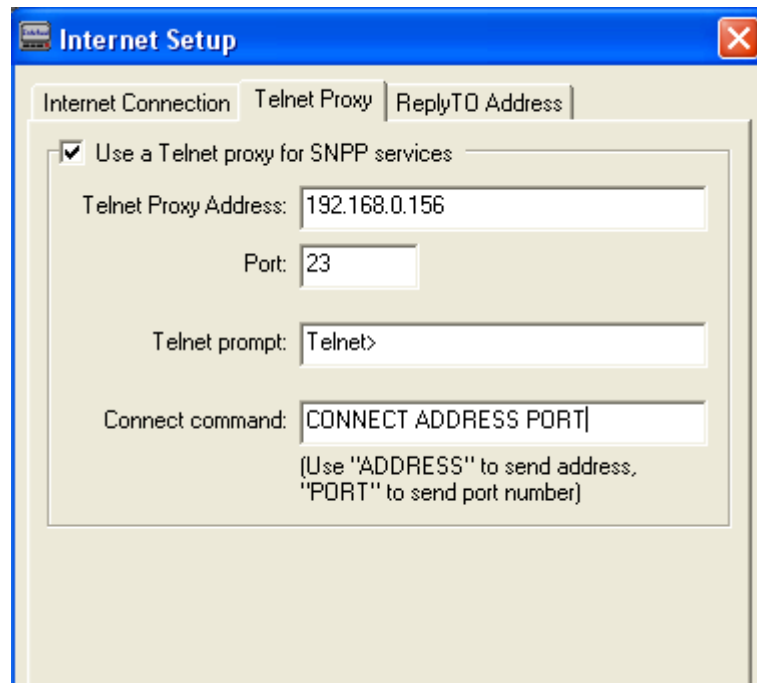 Internet Setup
Internet Connection
Telnet Proxy
ReplyTO Address
Use a Telnet proxy for SNPP services
Telnet Proxy Address: 192.168.0.156
Port: 23
Telnet prompt: Telnet>
Connect command: CONNECT ADDRESS PORT
(Use "ADDRESS" to send address,
"PORT" to send port number)